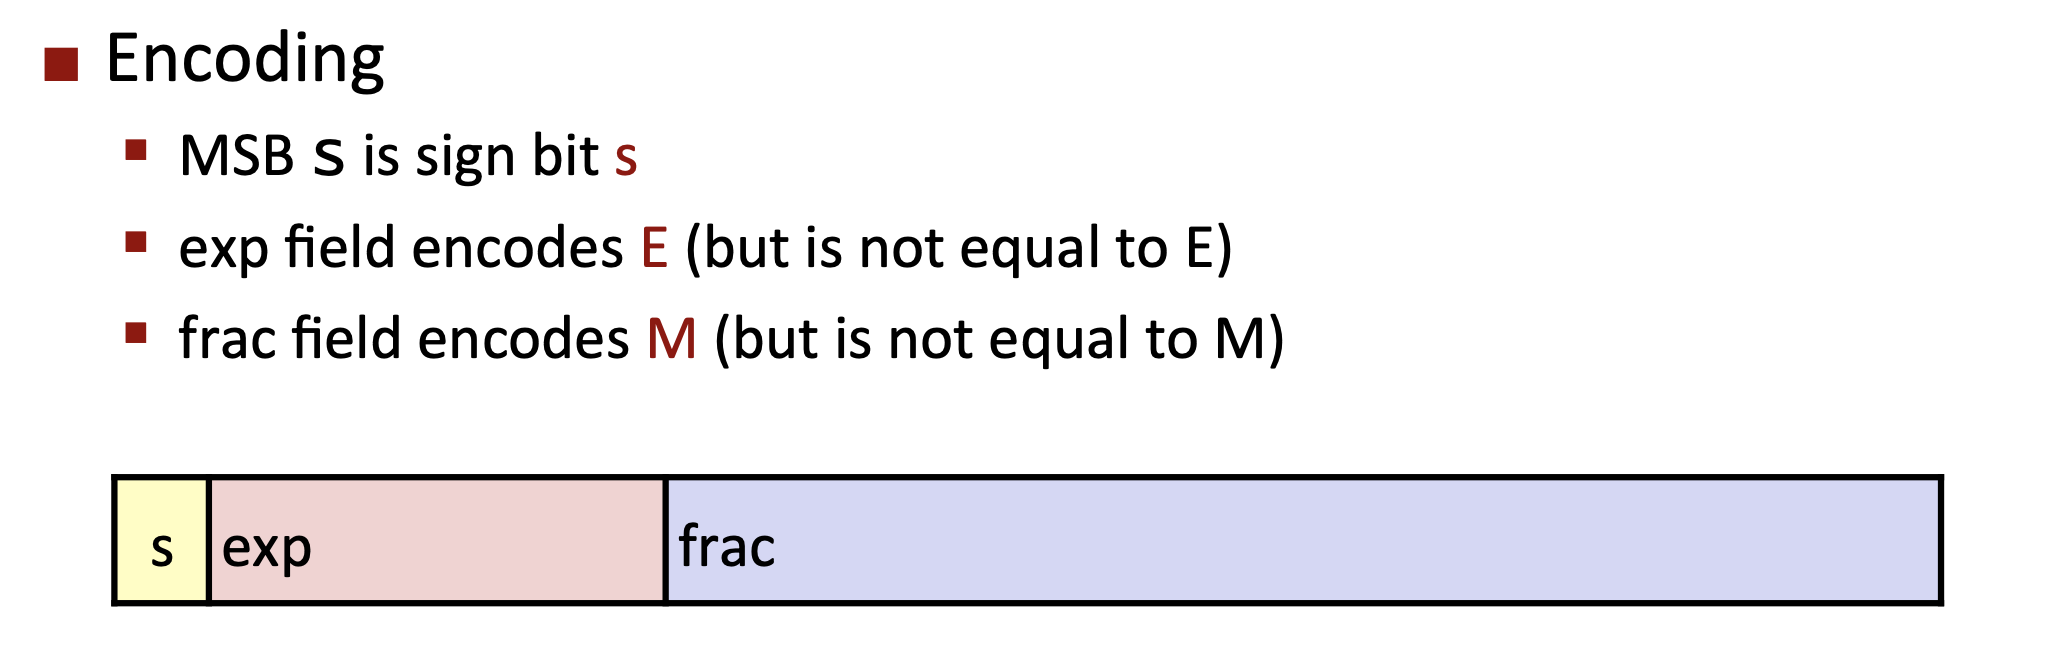 Encoding
MSB s is sign bit s
exp field encodes E (but is not equal to E)
frac field encodes M (but is not equal to M)
s exp frac